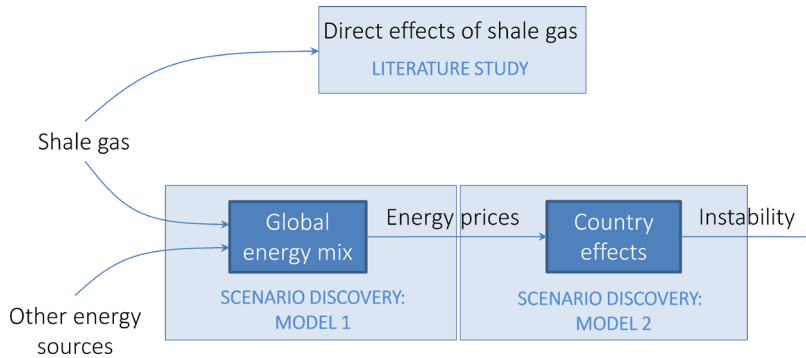 Direct effects of shale gas
LITERATURE STUDY
Shale gas
Global
energy mix
Energy prices
Country
effects
Instability
SCENARIO DISCOVERY:
MODEL 1
SCENARIO DISCOVERY:
MODEL 2
Other energy
sources